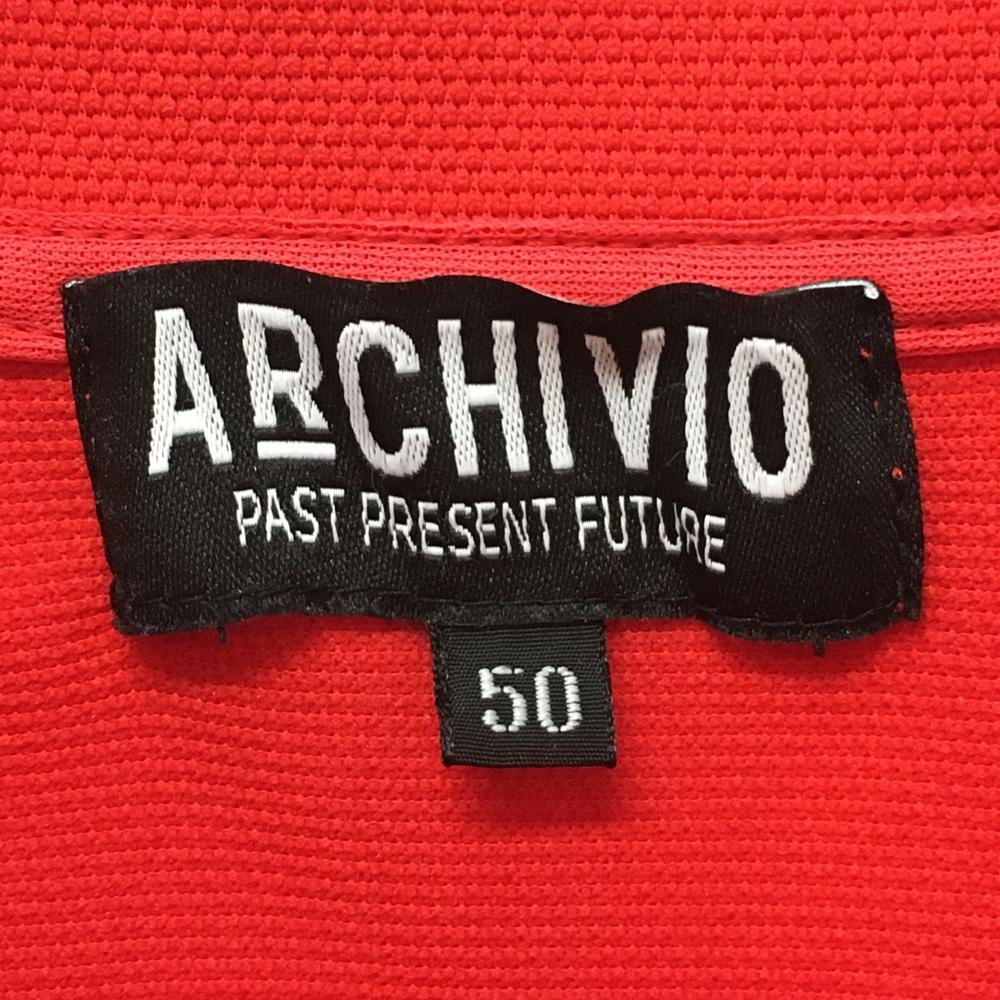 ARCHIVIO
PAST PRESENT FUTURE
50